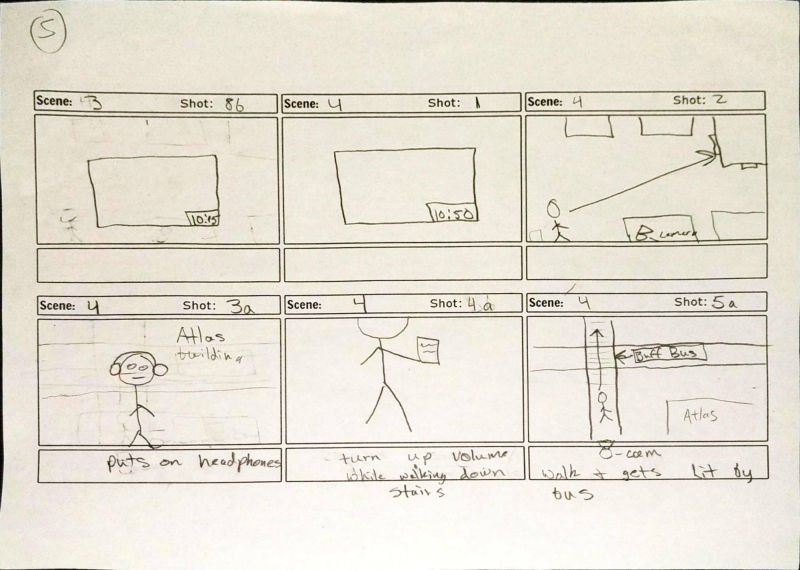 5
Scene: 3 Shot: 8b
Scene: 4 Shot: 1
Scene: 4 Shot: 2
10:45
10:50
B camera
Scene: 4 Shot: 3a
Scene: 4 Shot: 4a
Scene: 4 Shot: 5a
Atlas
building
Buff Bus
Atlas
puts on headphones
turn up volume
while walking down
stairs
-cam
walk + gets hit by
bus